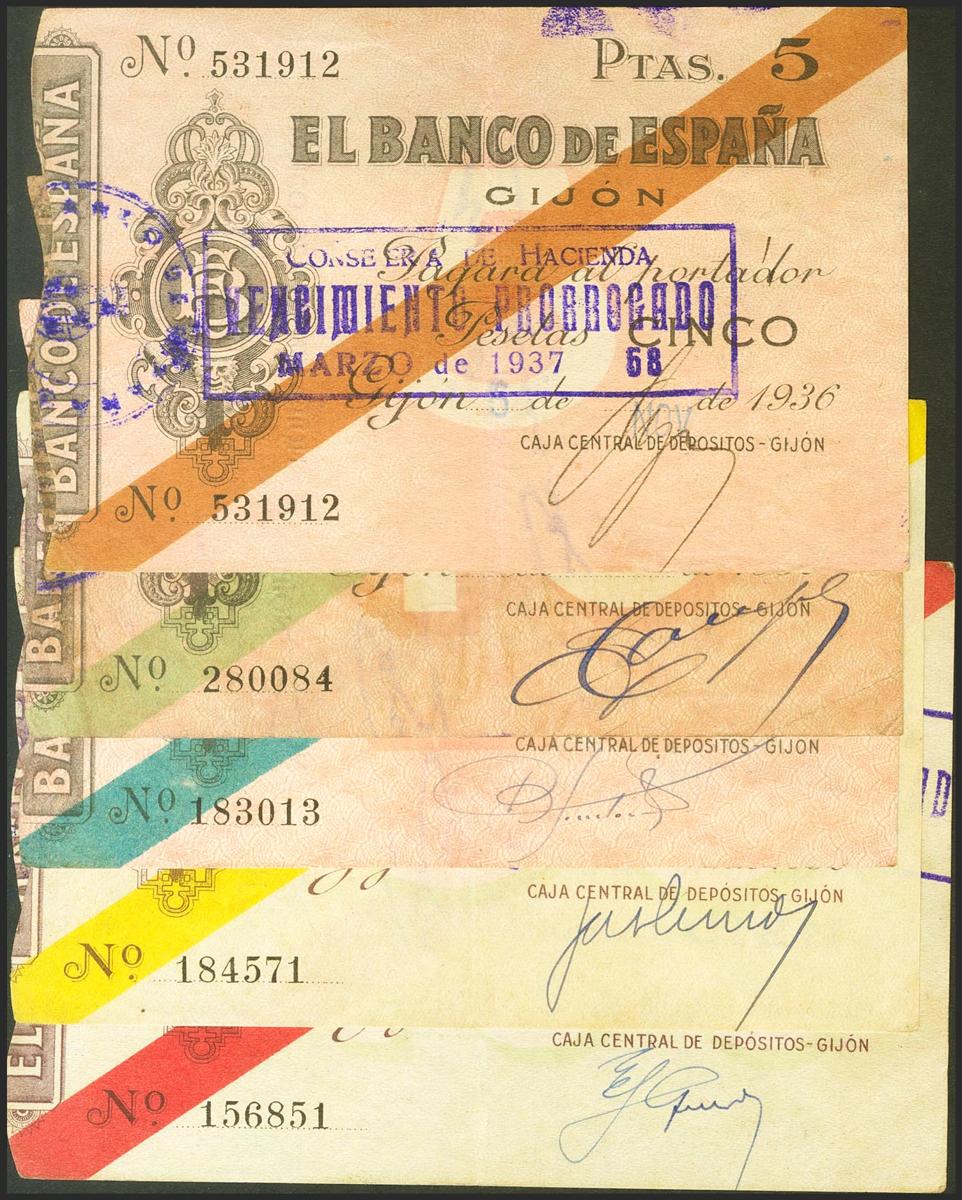 Nº 531912 PTAS. 5
BANCO DE ESPAÑA
EL BANCO DE ESPAÑA
GIJÓN
CONSEJERÍA DE HACIENDA
Pagará al portador
VENCIMIENTO PRORROGADO
Pesetas CINCO
MARZO de 1937 68
Gijón 5 de NOV de 1936
CAJA CENTRAL DE DEPOSITOS-GIJÓN
Nº 531912
CAJA CENTRAL DE DEPOSITOS-GIJÓN
Nº 280084
CAJA CENTRAL DE DEPOSITOS-GIJÓN
Nº 183013
CAJA CENTRAL DE DEPÓSITOS-GIJÓN
Nº 184571
CAJA CENTRAL DE DEPÓSITOS-GIJÓN
Nº 156851